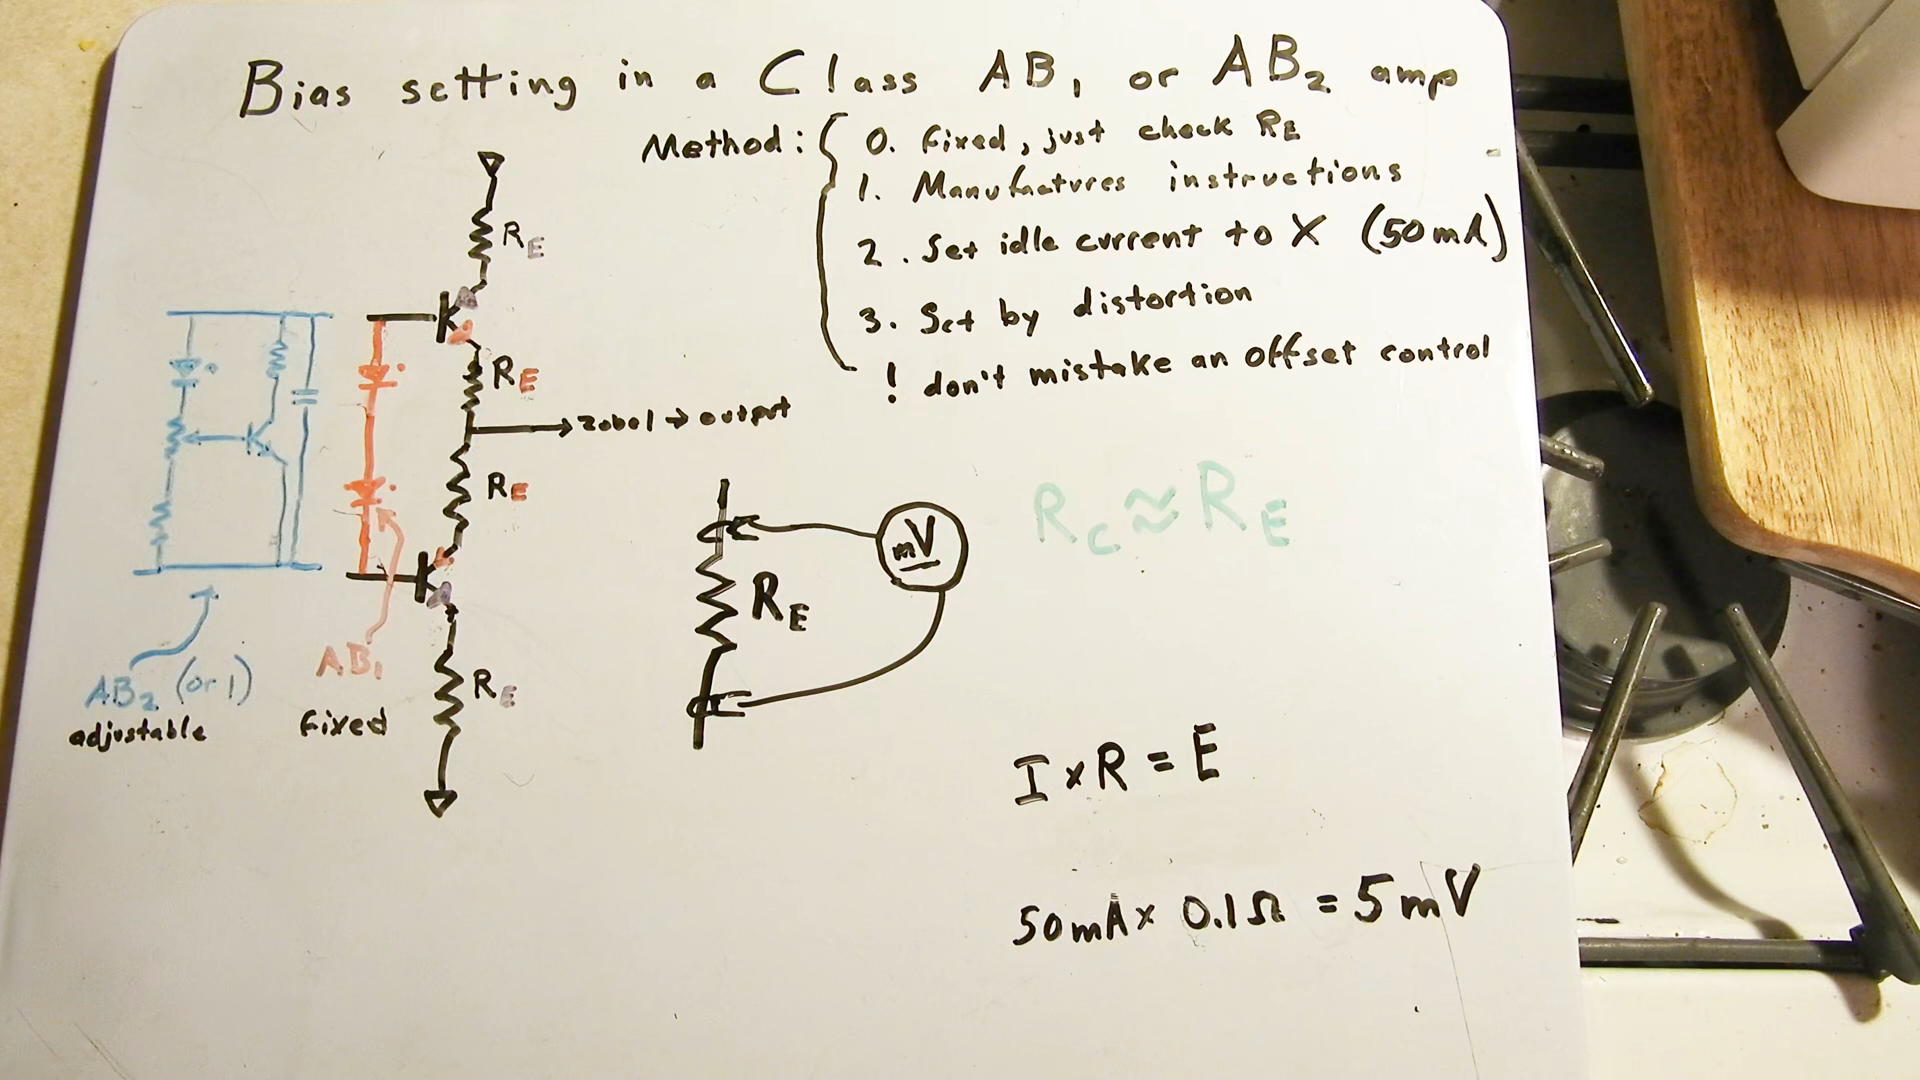 Bias setting in a Class AB₁ or AB₂ amp
Method: { 0. fixed, just check RE
1. Manufactures instructions
2. Set idle current to X (50mA)
3. Set by distortion
! don't mistake an offset control
RE
RE
Zobel → output
RE
RE
AB₂ (or 1)
adjustable
AB₁
fixed
RE
mV
RC ≈ RE
I x R = E
50mA x 0.1Ω = 5mV